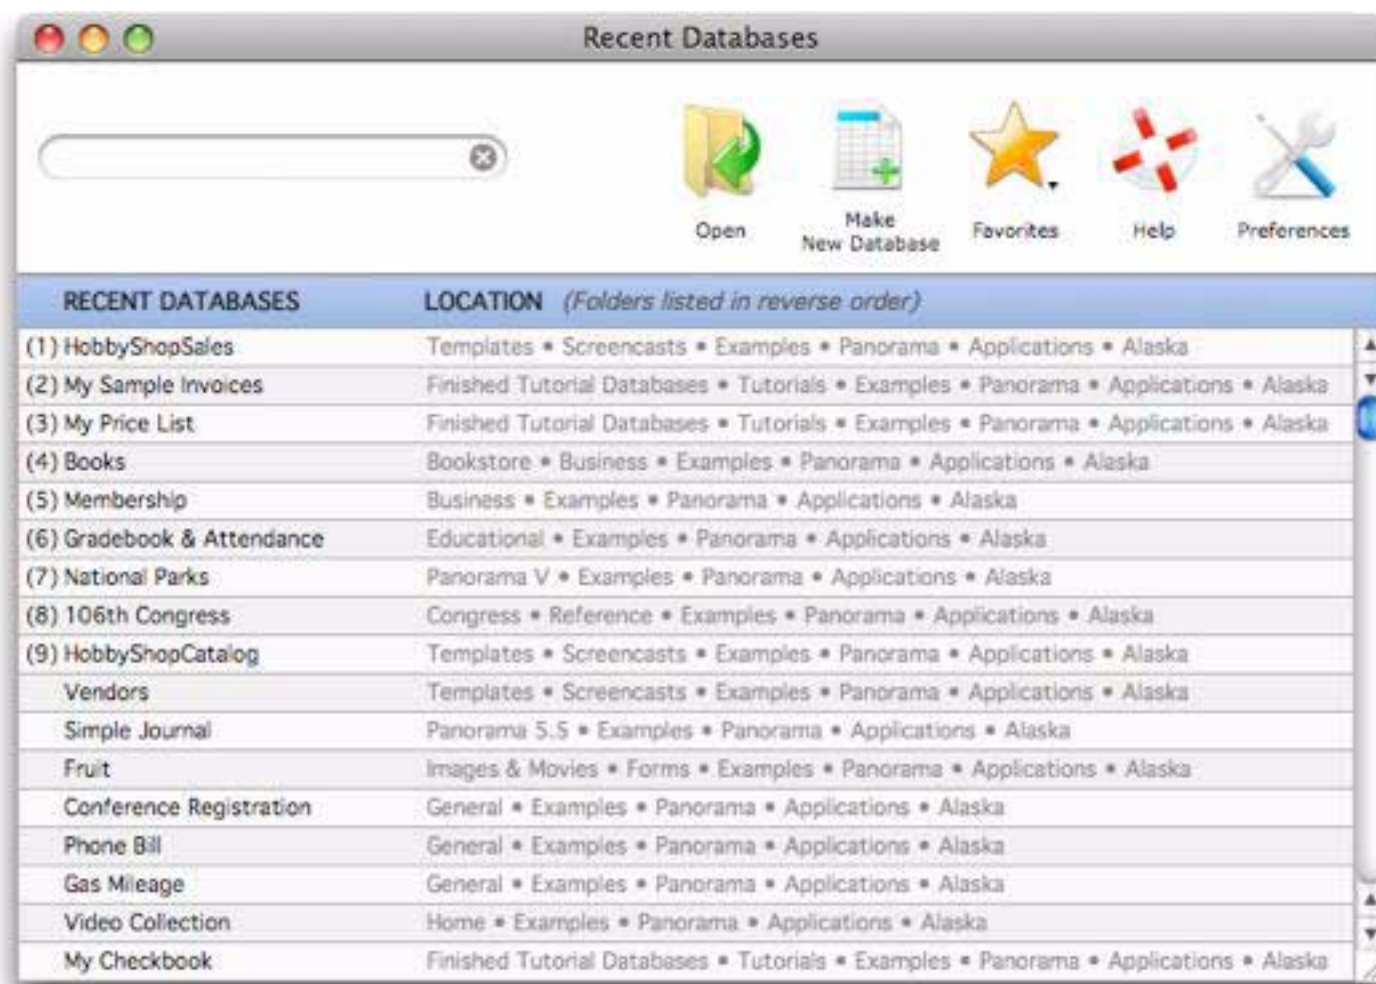 Recent Databases
Open
Make
New Database
Favorites
Help
Preferences
RECENT DATABASES LOCATION (Folders listed in reverse order)
(1) HobbyShopSales Templates • Screencasts • Examples • Panorama • Applications • Alaska
(2) My Sample Invoices Finished Tutorial Databases • Tutorials • Examples • Panorama • Applications • Alaska
(3) My Price List Finished Tutorial Databases • Tutorials • Examples • Panorama • Applications • Alaska
(4) Books Bookstore • Business • Examples • Panorama • Applications • Alaska
(5) Membership Business • Examples • Panorama • Applications • Alaska
(6) Gradebook & Attendance Educational • Examples • Panorama • Applications • Alaska
(7) National Parks Panorama V • Examples • Panorama • Applications • Alaska
(8) 106th Congress Congress • Reference • Examples • Panorama • Applications • Alaska
(9) HobbyShopCatalog Templates • Screencasts • Examples • Panorama • Applications • Alaska
Vendors Templates • Screencasts • Examples • Panorama • Applications • Alaska
Simple Journal Panorama 5.5 • Examples • Panorama • Applications • Alaska
Fruit Images & Movies • Forms • Examples • Panorama • Applications • Alaska
Conference Registration General • Examples • Panorama • Applications • Alaska
Phone Bill General • Examples • Panorama • Applications • Alaska
Gas Mileage General • Examples • Panorama • Applications • Alaska
Video Collection Home • Examples • Panorama • Applications • Alaska
My Checkbook Finished Tutorial Databases • Tutorials • Examples • Panorama • Applications • Alaska